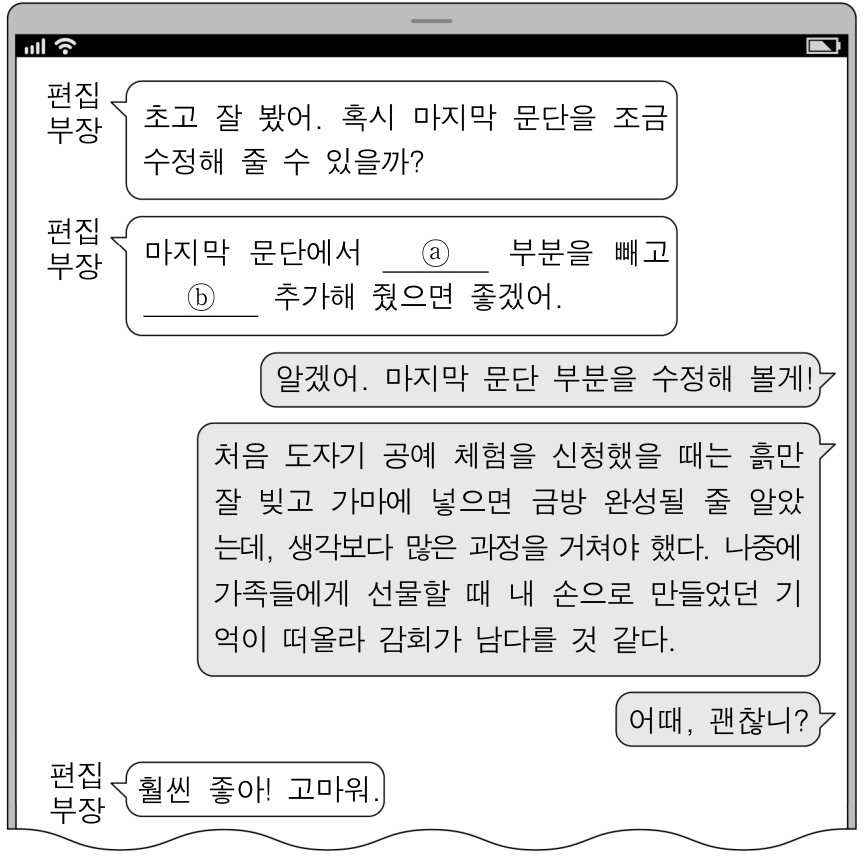 편집
부장
초고 잘 봤어. 혹시 마지막 문단을 조금
수정해 줄 수 있을까?
편집
부장
마지막 문단에서 ⓐ 부분을 빼고
ⓑ 추가해 줬으면 좋겠어.
알겠어. 마지막 문단 부분을 수정해 볼게!
처음 도자기 공예 체험을 신청했을 때는 흙만
잘 빚고 가마에 넣으면 금방 완성될 줄 알았
는데, 생각보다 많은 과정을 거쳐야 했다. 나중에
가족들에게 선물할 때 내 손으로 만들었던 기
억이 떠올라 감회가 남다를 것 같다.
어때, 괜찮니?
편집
부장
훨씬 좋아! 고마워.